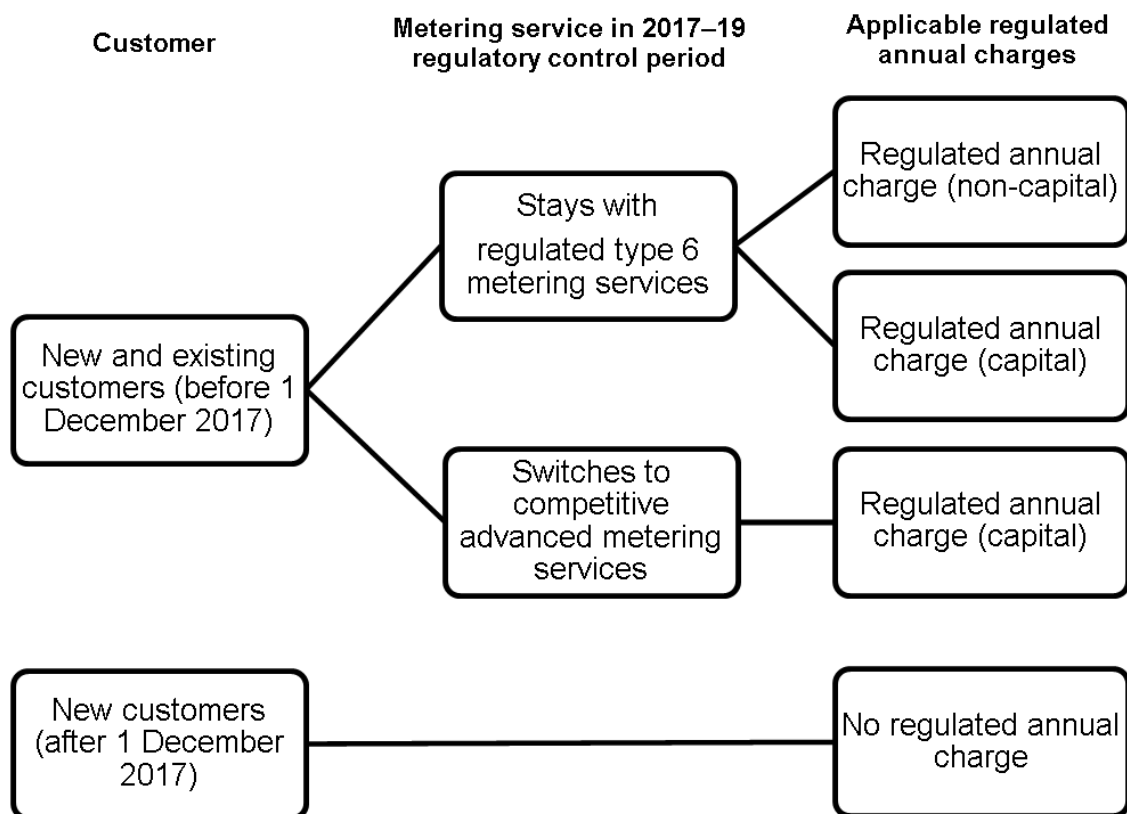 Customer
Metering service in 2017–19
regulatory control period
Applicable regulated
annual charges
New and existing
customers (before 1
December 2017)
Stays with
regulated type 6
metering services
Regulated annual
charge (non-capital)
Regulated annual
charge (capital)
Switches to
competitive
advanced metering
services
Regulated annual
charge (capital)
New customers
(after 1 December
2017)
No regulated annual
charge